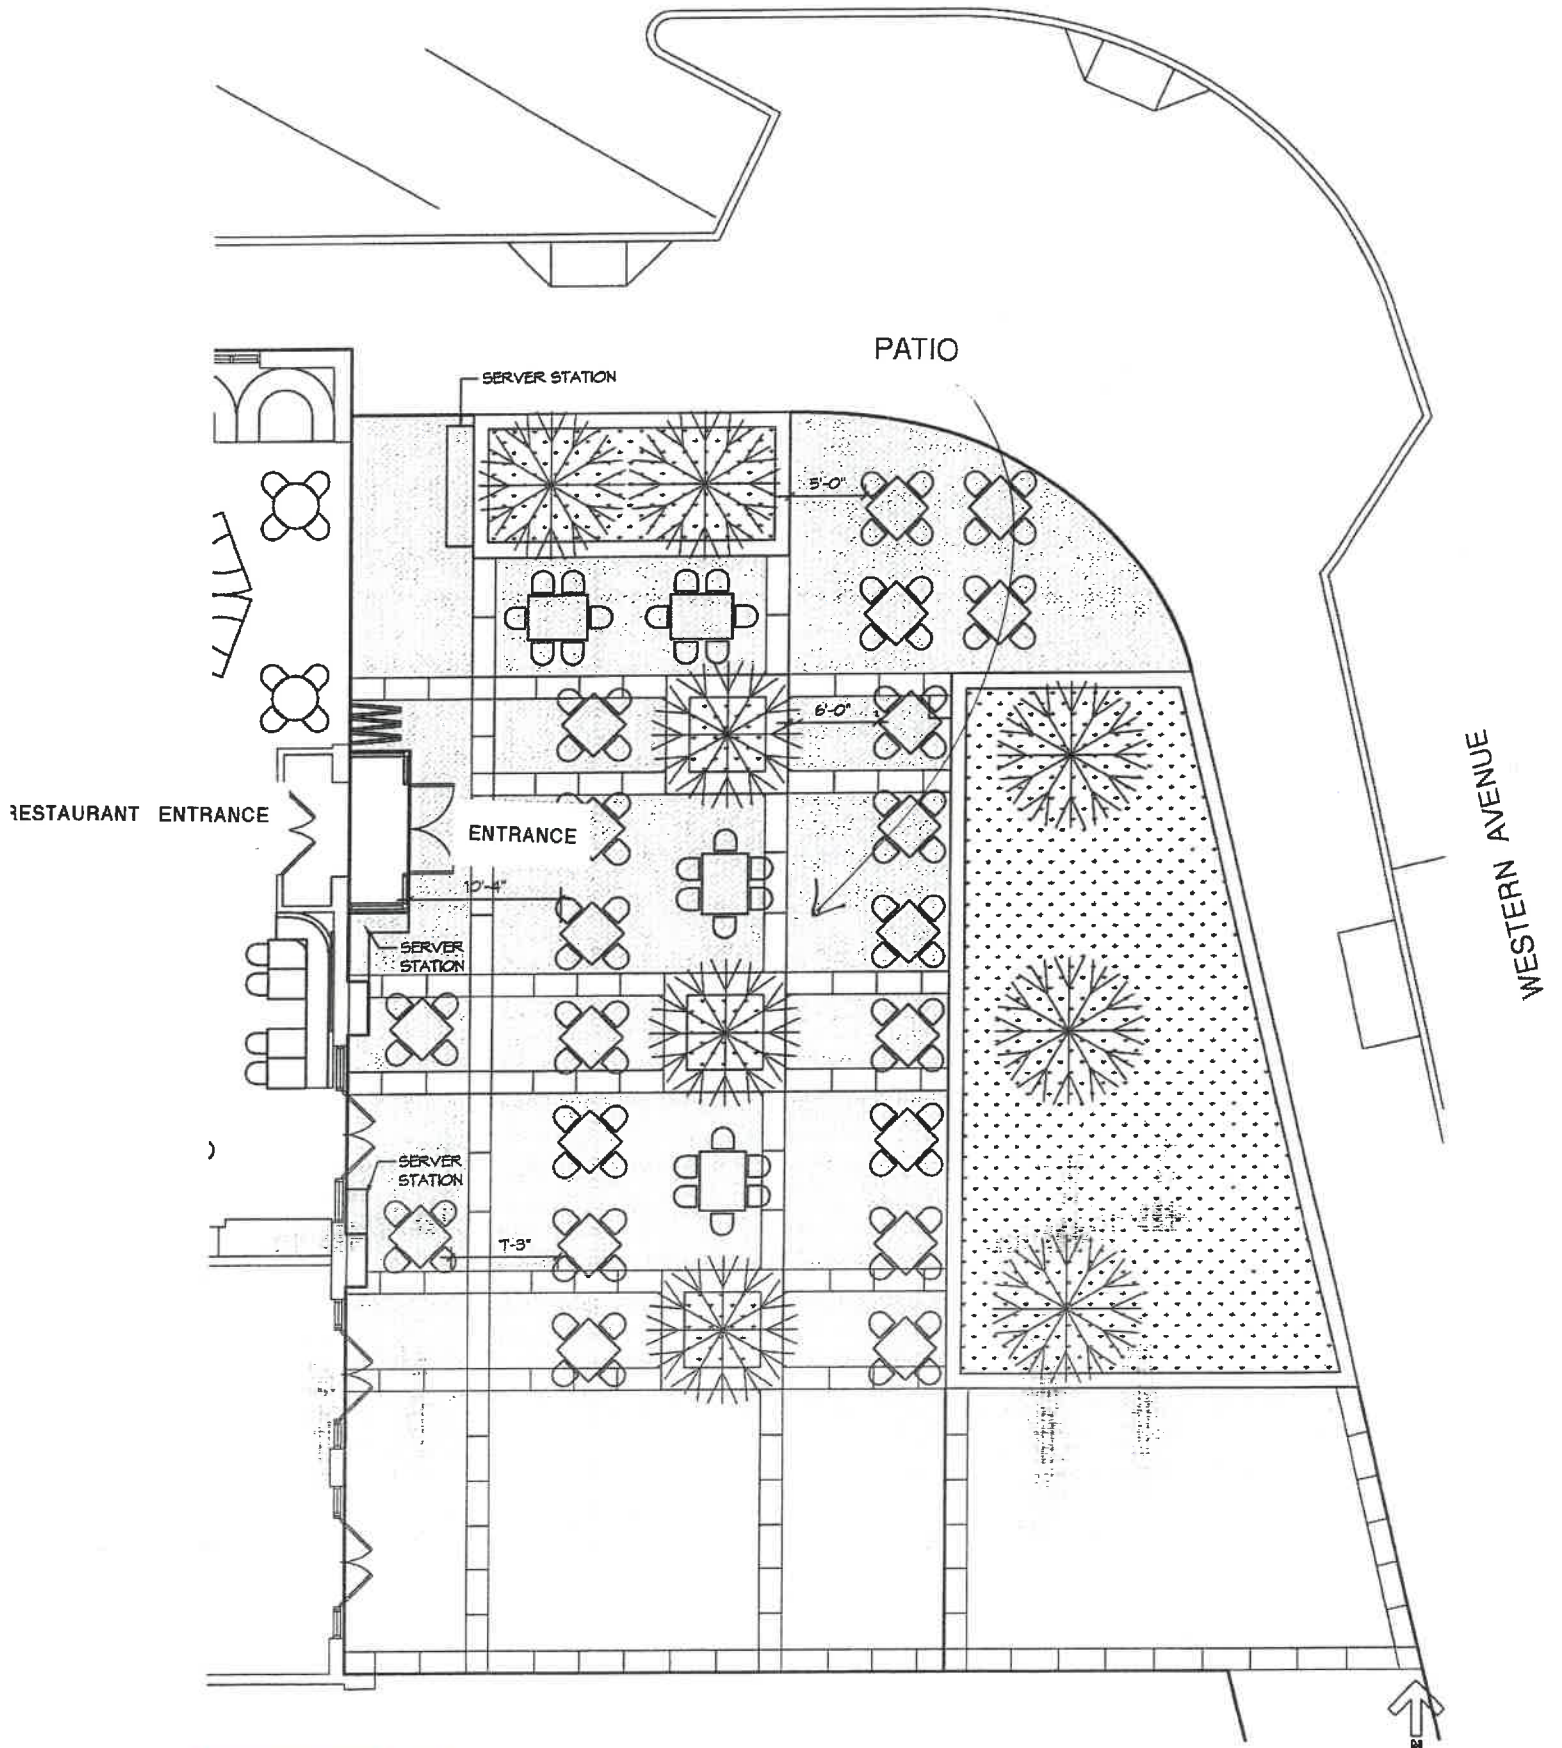 PATIO
SERVER STATION
5'-0"
6'-0"
RESTAURANT ENTRANCE
ENTRANCE
10'-4"
SERVER
STATION
SERVER
STATION
7'-3"
WESTERN AVENUE